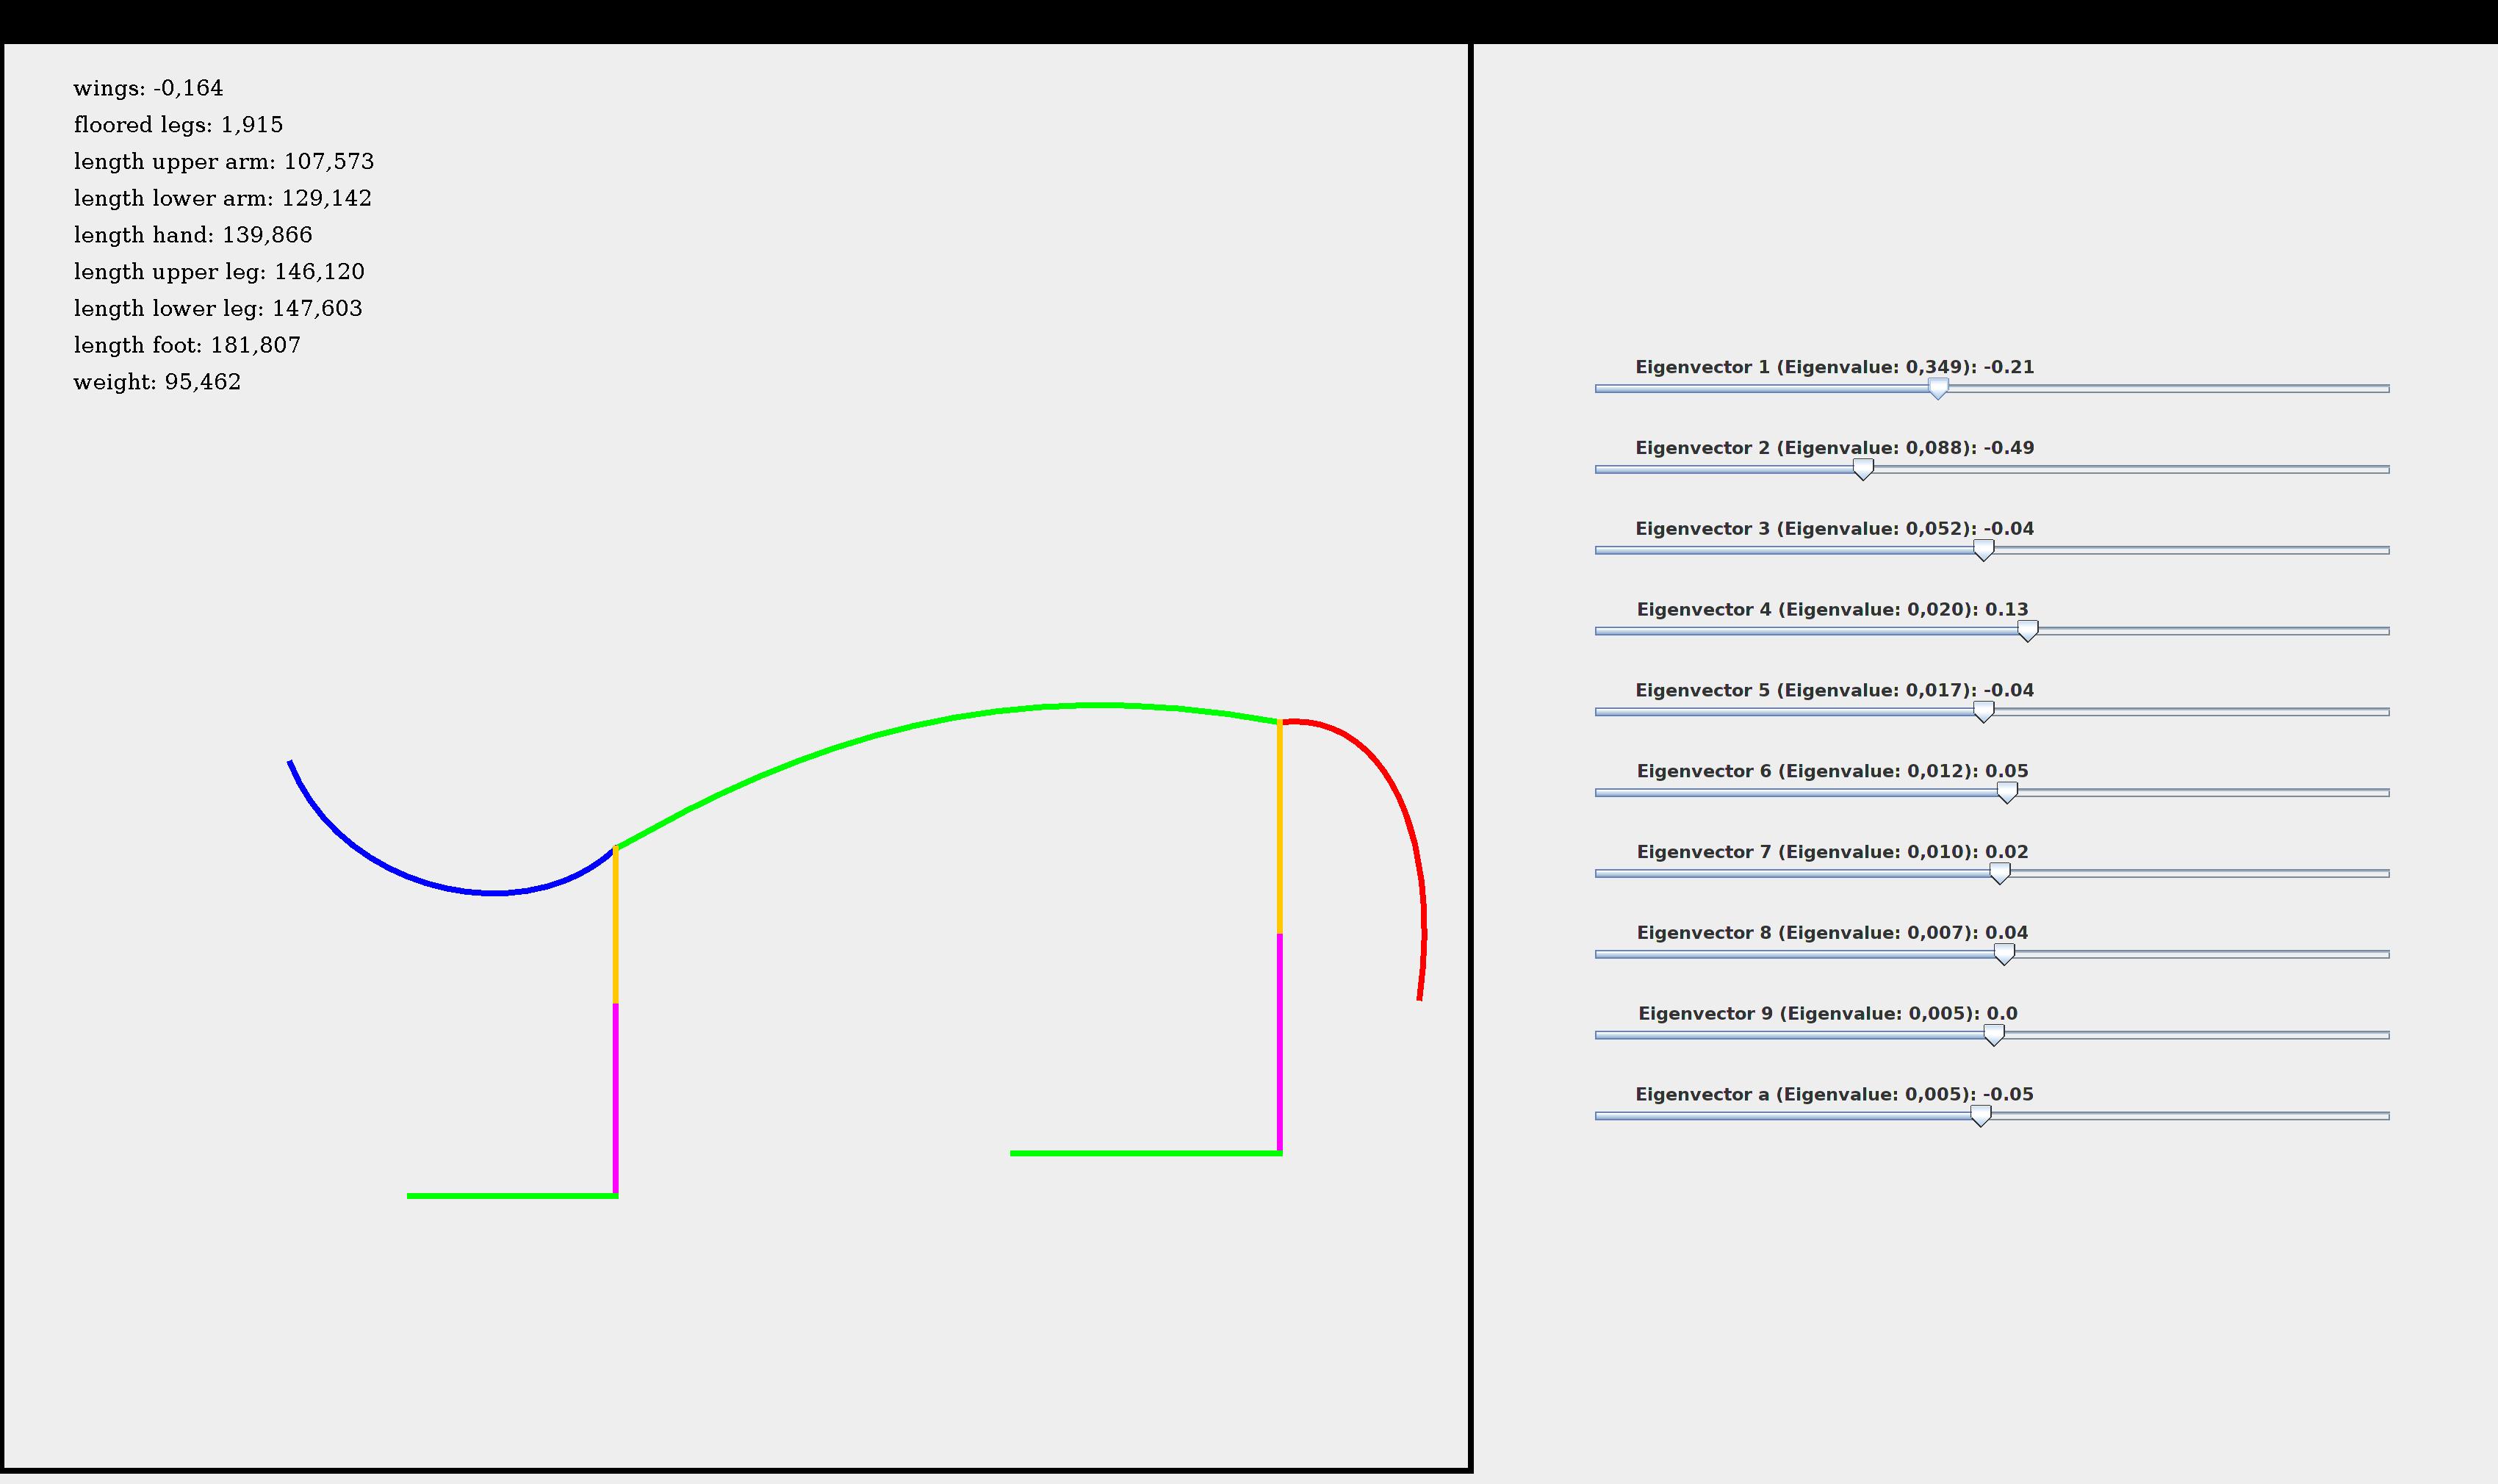 wings: -0,164
floored legs: 1,915
length upper arm: 107,573
length lower arm: 129,142
length hand: 139,866
length upper leg: 146,120
length lower leg: 147,603
length foot: 181,807
weight: 95,462
Eigenvector 1 (Eigenvalue: 0,349): -0.21
Eigenvector 2 (Eigenvalue: 0,088): -0.49
Eigenvector 3 (Eigenvalue: 0,052): -0.04
Eigenvector 4 (Eigenvalue: 0,020): 0.13
Eigenvector 5 (Eigenvalue: 0,017): -0.04
Eigenvector 6 (Eigenvalue: 0,012): 0.05
Eigenvector 7 (Eigenvalue: 0,010): 0.02
Eigenvector 8 (Eigenvalue: 0,007): 0.04
Eigenvector 9 (Eigenvalue: 0,005): 0.0
Eigenvector a (Eigenvalue: 0,005): -0.05